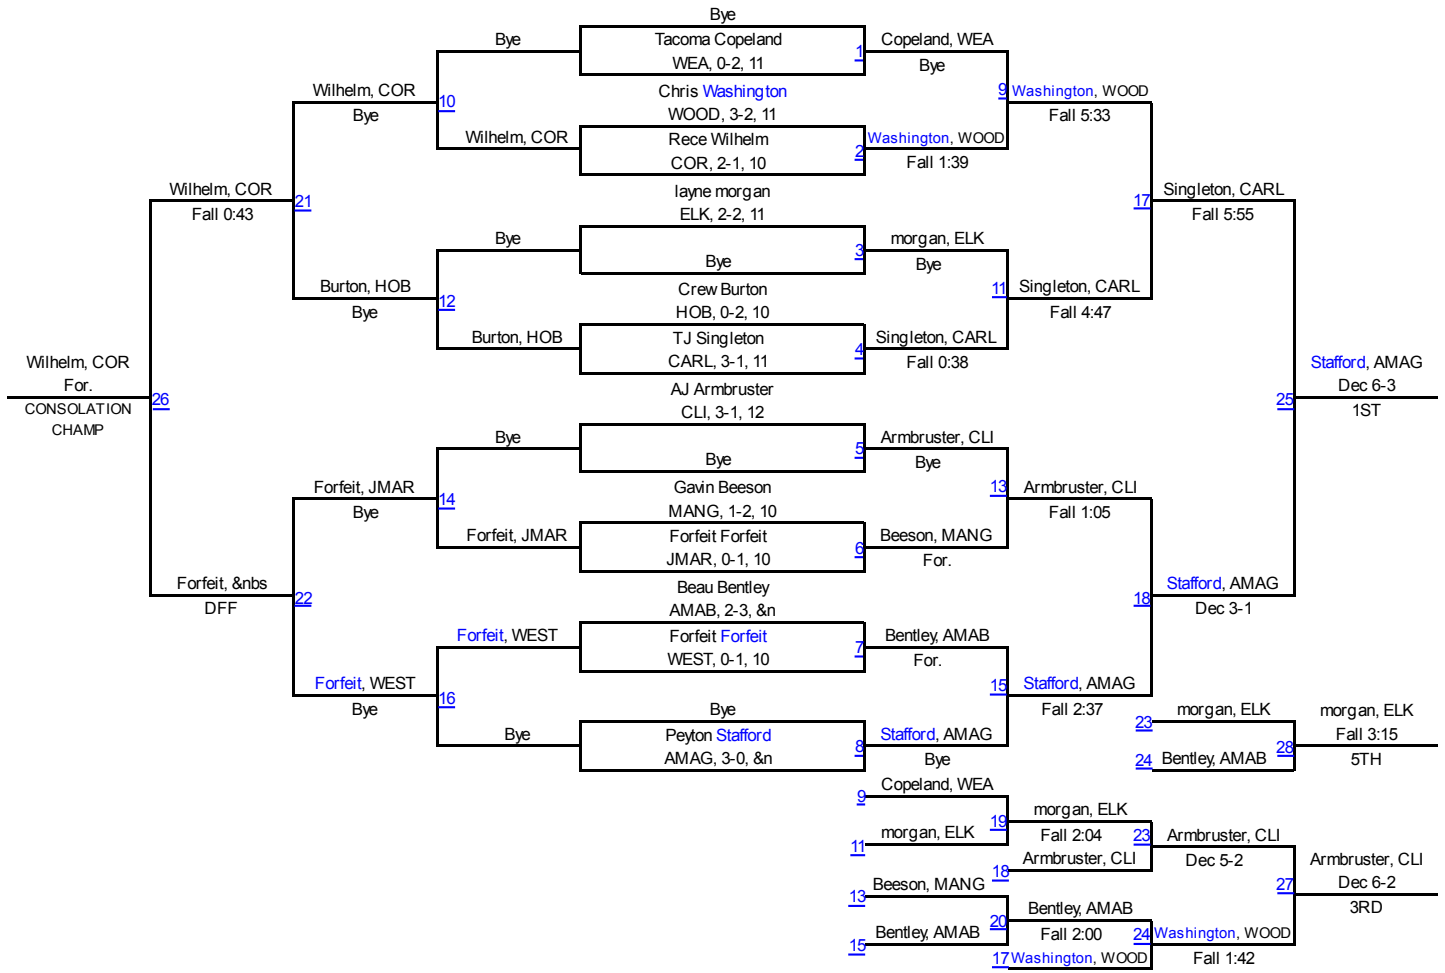 Bye
Bye
Tacoma Copeland
1
Copeland, WEA
WEA, 0-2, 11
Bye
Wilhelm, COR
10
Chris Washington
9
Washington, WOOD
Bye
WOOD, 3-2, 11
Fall 5:33
Wilhelm, COR
Rece Wilhelm
2
Washington, WOOD
COR, 2-1, 10
Fall 1:39
Wilhelm, COR
21
layne morgan
17
Singleton, CARL
Fall 0:43
ELK, 2-2, 11
Fall 5:55
Bye
3
morgan, ELK
Bye
Bye
Burton, HOB
12
Crew Burton
11
Singleton, CARL
Bye
HOB, 0-2, 10
Fall 4:47
Burton, HOB
TJ Singleton
4
Singleton, CARL
CARL, 3-1, 11
Fall 0:38
Wilhelm, COR
Stafford, AMAG
For.
26
AJ Armbruster
25
Dec 6-3
CONSOLATION
CHAMP
CLI, 3-1, 12
1ST
Bye
5
Armbruster, CLI
Bye
Bye
Forfeit, JMAR
14
Gavin Beeson
13
Armbruster, CLI
Bye
MANG, 1-2, 10
Fall 1:05
Forfeit, JMAR
Forfeit Forfeit
6
Beeson, MANG
JMAR, 0-1, 10
For.
Forfeit, &nbs
22
Beau Bentley
18
Stafford, AMAG
DFF
AMAB, 2-3, &n
Dec 3-1
Forfeit, WEST
Forfeit Forfeit
7
Bentley, AMAB
WEST, 0-1, 10
For.
Forfeit, WEST
16
15
Stafford, AMAG
Bye
Bye
Fall 2:37
Bye
Peyton Stafford
8
Stafford, AMAG
AMAG, 3-0, &n
Bye
23
morgan, ELK
28
morgan, ELK
Fall 3:15
24
Bentley, AMAB
5TH
9
Copeland, WEA
19
morgan, ELK
11
morgan, ELK
Fall 2:04
23
Armbruster, CLI
18
Armbruster, CLI
Dec 5-2
27
Armbruster, CLI
Dec 6-2
3RD
13
Beeson, MANG
20
Bentley, AMAB
15
Bentley, AMAB
Fall 2:00
24
Washington, WOOD
17
Washington, WOOD
Fall 1:42